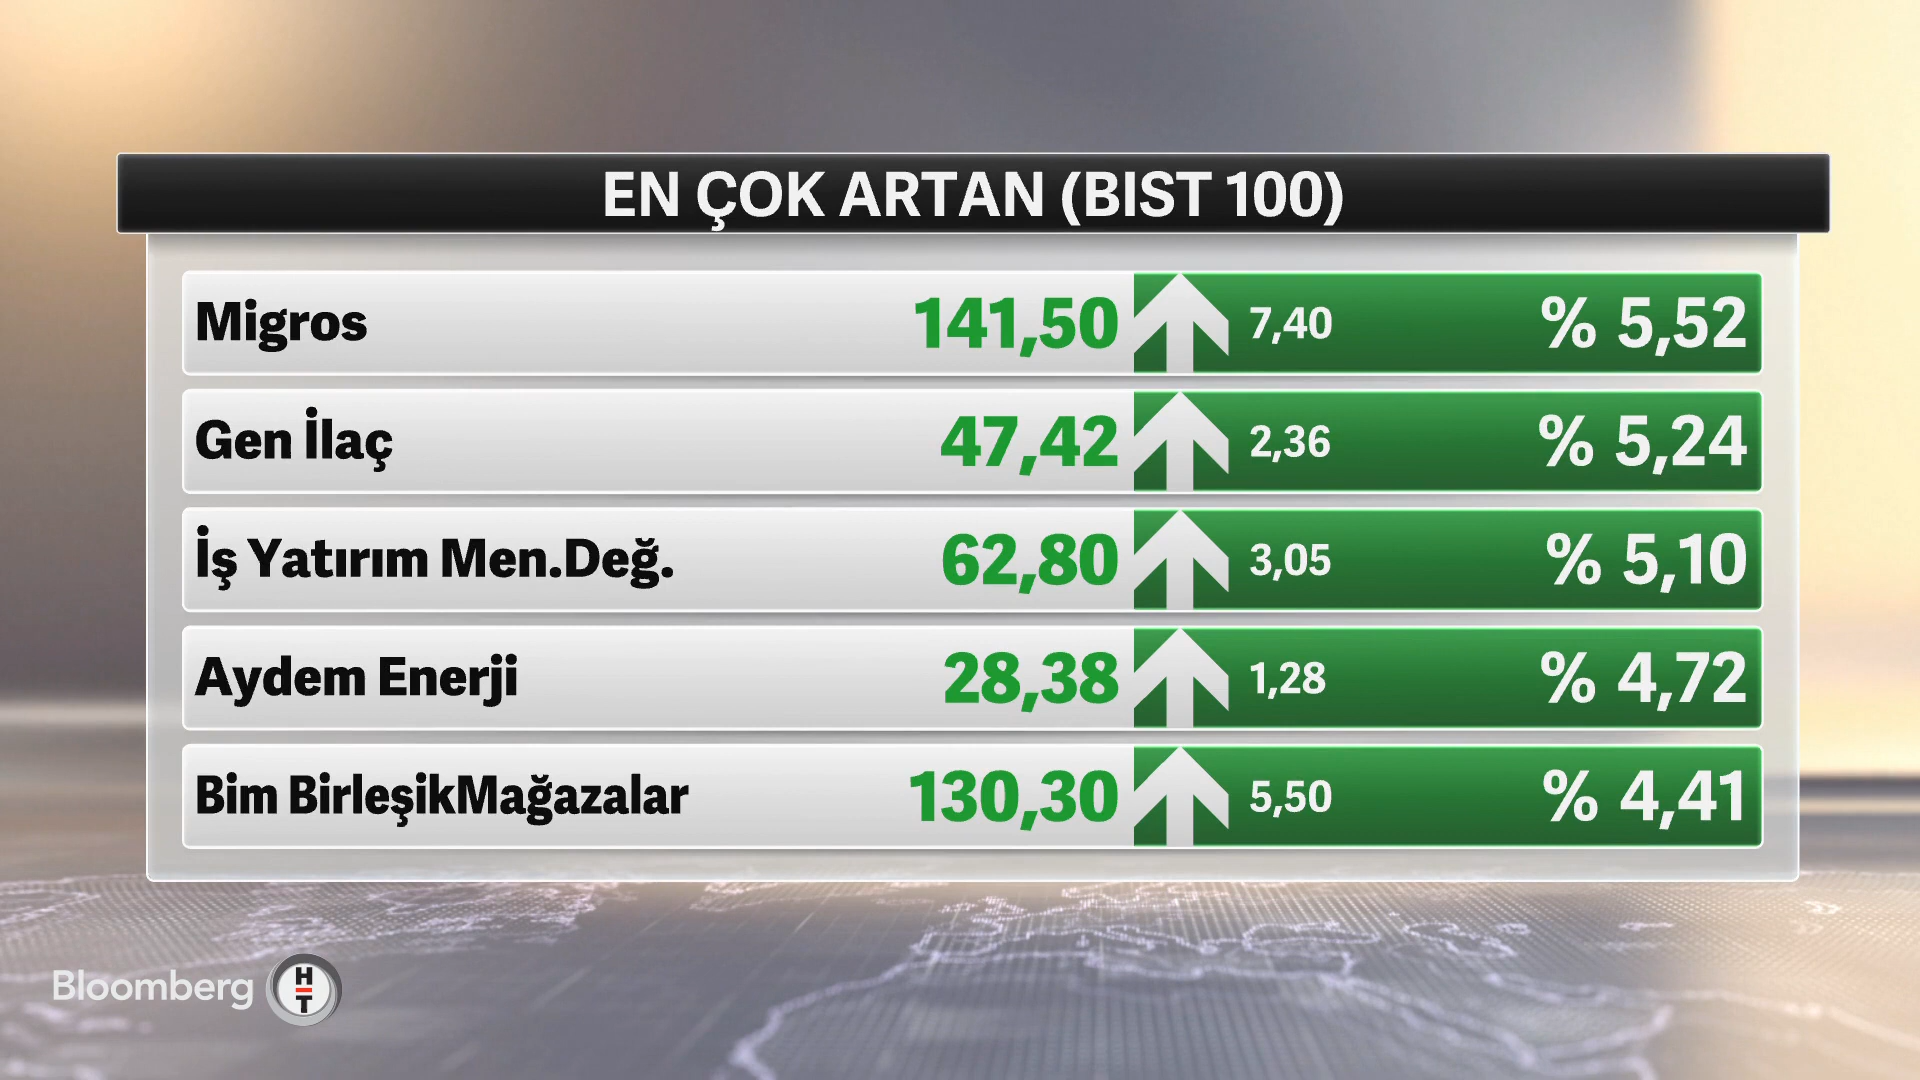 EN ÇOK ARTAN (BIST 100)
Migros 141,50 7,40 % 5,52
Gen İlaç 47,42 2,36 % 5,24
İş Yatırım Men.Değ. 62,80 3,05 % 5,10
Aydem Enerji 28,38 1,28 % 4,72
Bim BirleşikMağazalar 130,30 5,50 % 4,41
Bloomberg HT